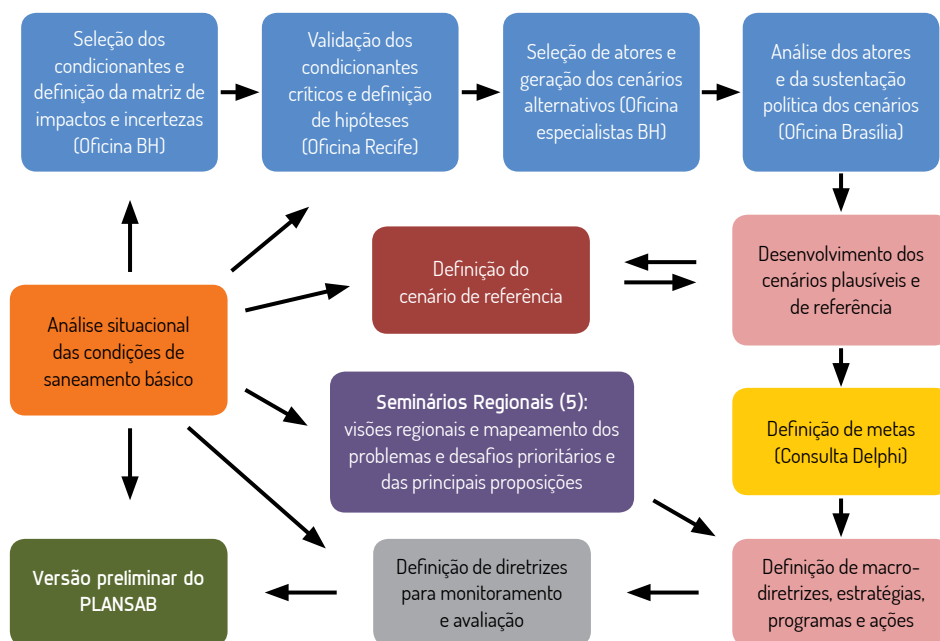 Seleção dos
condicionantes e
definição da matriz de
impactos e incertezas
(Oficina BH)
Validação dos
condicionantes
críticos e definição
de hipóteses
(Oficina Recife)
Seleção de atores e
geração dos cenários
alternativos (Oficina
especialistas BH)
Análise dos atores
e da sustentação
política dos cenários
(Oficina Brasília)
Definição do
cenário de referência
Desenvolvimento dos
cenários plausíveis e
de referência
Análise situacional
das condições de
saneamento básico
Seminários Regionais (5):
visões regionais e mapeamento dos
problemas e desafios prioritários e
das principais proposições
Definição de metas
(Consulta Delphi)
Versão preliminar do
PLANSAB
Definição de diretrizes
para monitoramento
e avaliação
Definição de macro-
diretrizes, estratégias,
programas e ações